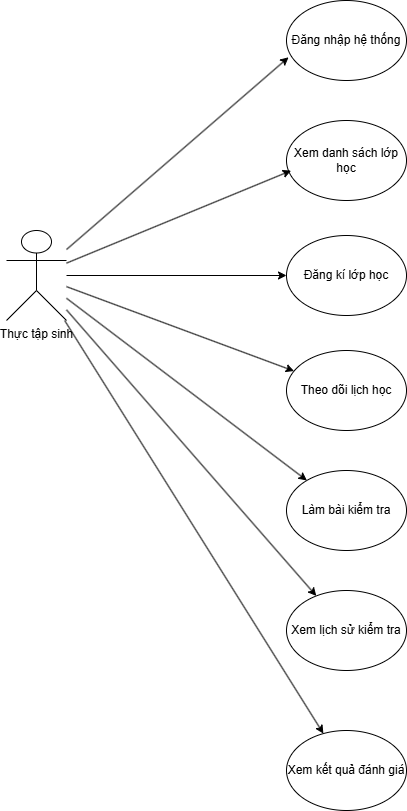 Đăng nhập hệ thống
Xem danh sách lớp
học
Đăng kí lớp học
Thực tập sinh
Theo dõi lịch học
Làm bài kiểm tra
Xem lịch sử kiểm tra
Xem kết quả đánh giá